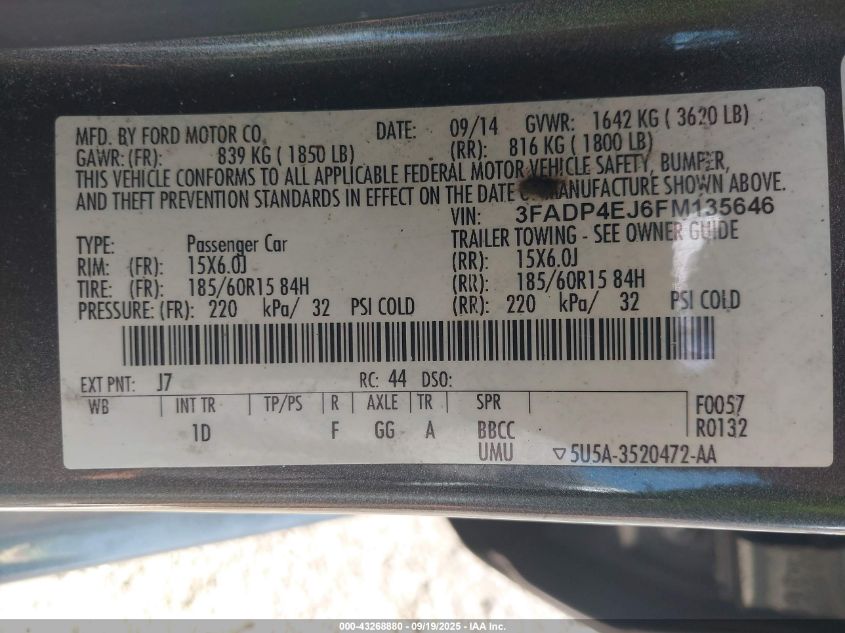 MFD. BY FORD MOTOR CO. DATE: 09/14 GVWR: 1642 KG ( 3620 LB)
GAWR: (FR): 839 KG ( 1850 LB) (RR): 816 KG ( 1800 LB)
THIS VEHICLE CONFORMS TO ALL APPLICABLE FEDERAL MOTOR VEHICLE SAFETY, BUMPER,
AND THEFT PREVENTION STANDARDS IN EFFECT ON THE DATE MANUFACTURE SHOWN ABOVE.
VIN: 3FADP4EJ6FM135646
TYPE: Passenger Car TRAILER TOWING - SEE OWNER GUIDE
RIM: (FR): 15X6.0J (RR): 15X6.0J
TIRE: (FR): 185/60R15 84H (RR): 185/60R15 84H
PRESSURE: (FR): 220 kPa/ 32 PSI COLD (RR): 220 kPa/ 32 PSI COLD
EXT PNT: J7 RC: 44 DSO:
WB INT TR TP/PS R AXLE TR SPR F0057
1D F GG A BBCC R0132
UMU ▽5U5A-3520472-AA
000-43268880 - 09/19/2025 - IAA, Inc.